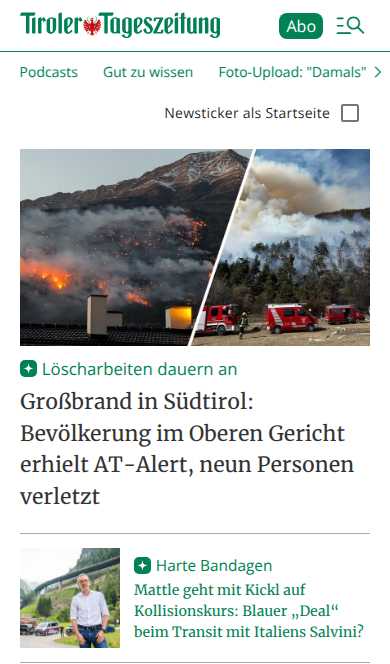 Tiroler Tageszeitung
Abo
Podcasts Gut zu wissen Foto-Upload: "Damals"
Newsticker als Startseite
Löscharbeiten dauern an
Großbrand in Südtirol:
Bevölkerung im Oberen Gericht
erhielt AT-Alert, neun Personen
verletzt
Harte Bandagen
Mattle geht mit Kickl auf
Kollisionskurs: Blauer „Deal“
beim Transit mit Italiens Salvini?